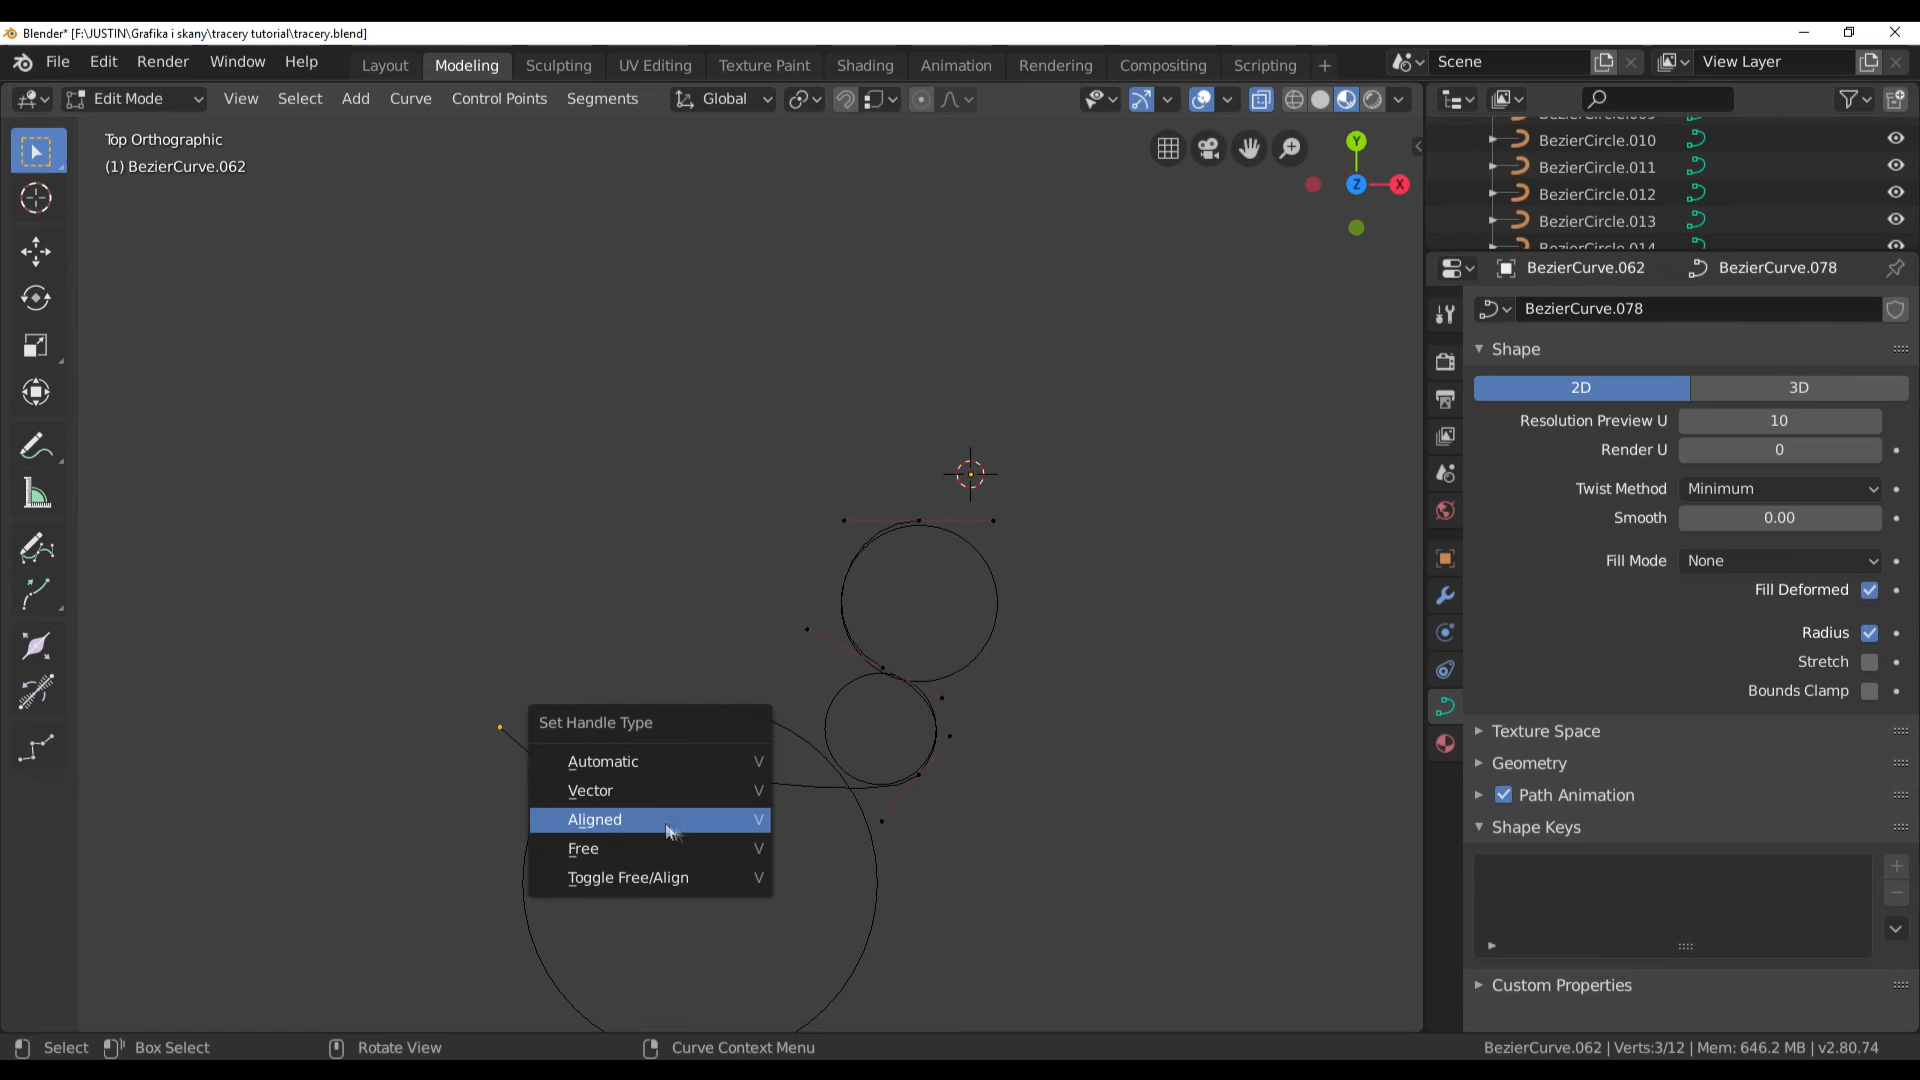 Blender* [F:\JUSTIN\Grafika i skany\tracery tutorial\tracery.blend]
File Edit Render Window Help
Layout Modeling Sculpting UV Editing Texture Paint Shading Animation Rendering Compositing Scripting +
Scene
View Layer
Edit Mode View Select Add Curve Control Points Segments
Global
Top Orthographic
(1) BezierCurve.062
Y
Z
X
BezierCircle.009
BezierCircle.010
BezierCircle.011
BezierCircle.012
BezierCircle.013
BezierCircle.014
BezierCurve.062 BezierCurve.078
BezierCurve.078
Shape
2D 3D
Resolution Preview U 10
Render U 0
Twist Method Minimum
Smooth 0.00
Fill Mode None
Fill Deformed
Radius
Stretch
Bounds Clamp
Texture Space
Geometry
Path Animation
Shape Keys
Custom Properties
Set Handle Type
Automatic V
Vector V
Aligned V
Free V
Toggle Free/Align V
Select Box Select Rotate View Curve Context Menu
BezierCurve.062 | Verts:3/12 | Mem: 646.2 MB | v2.80.74